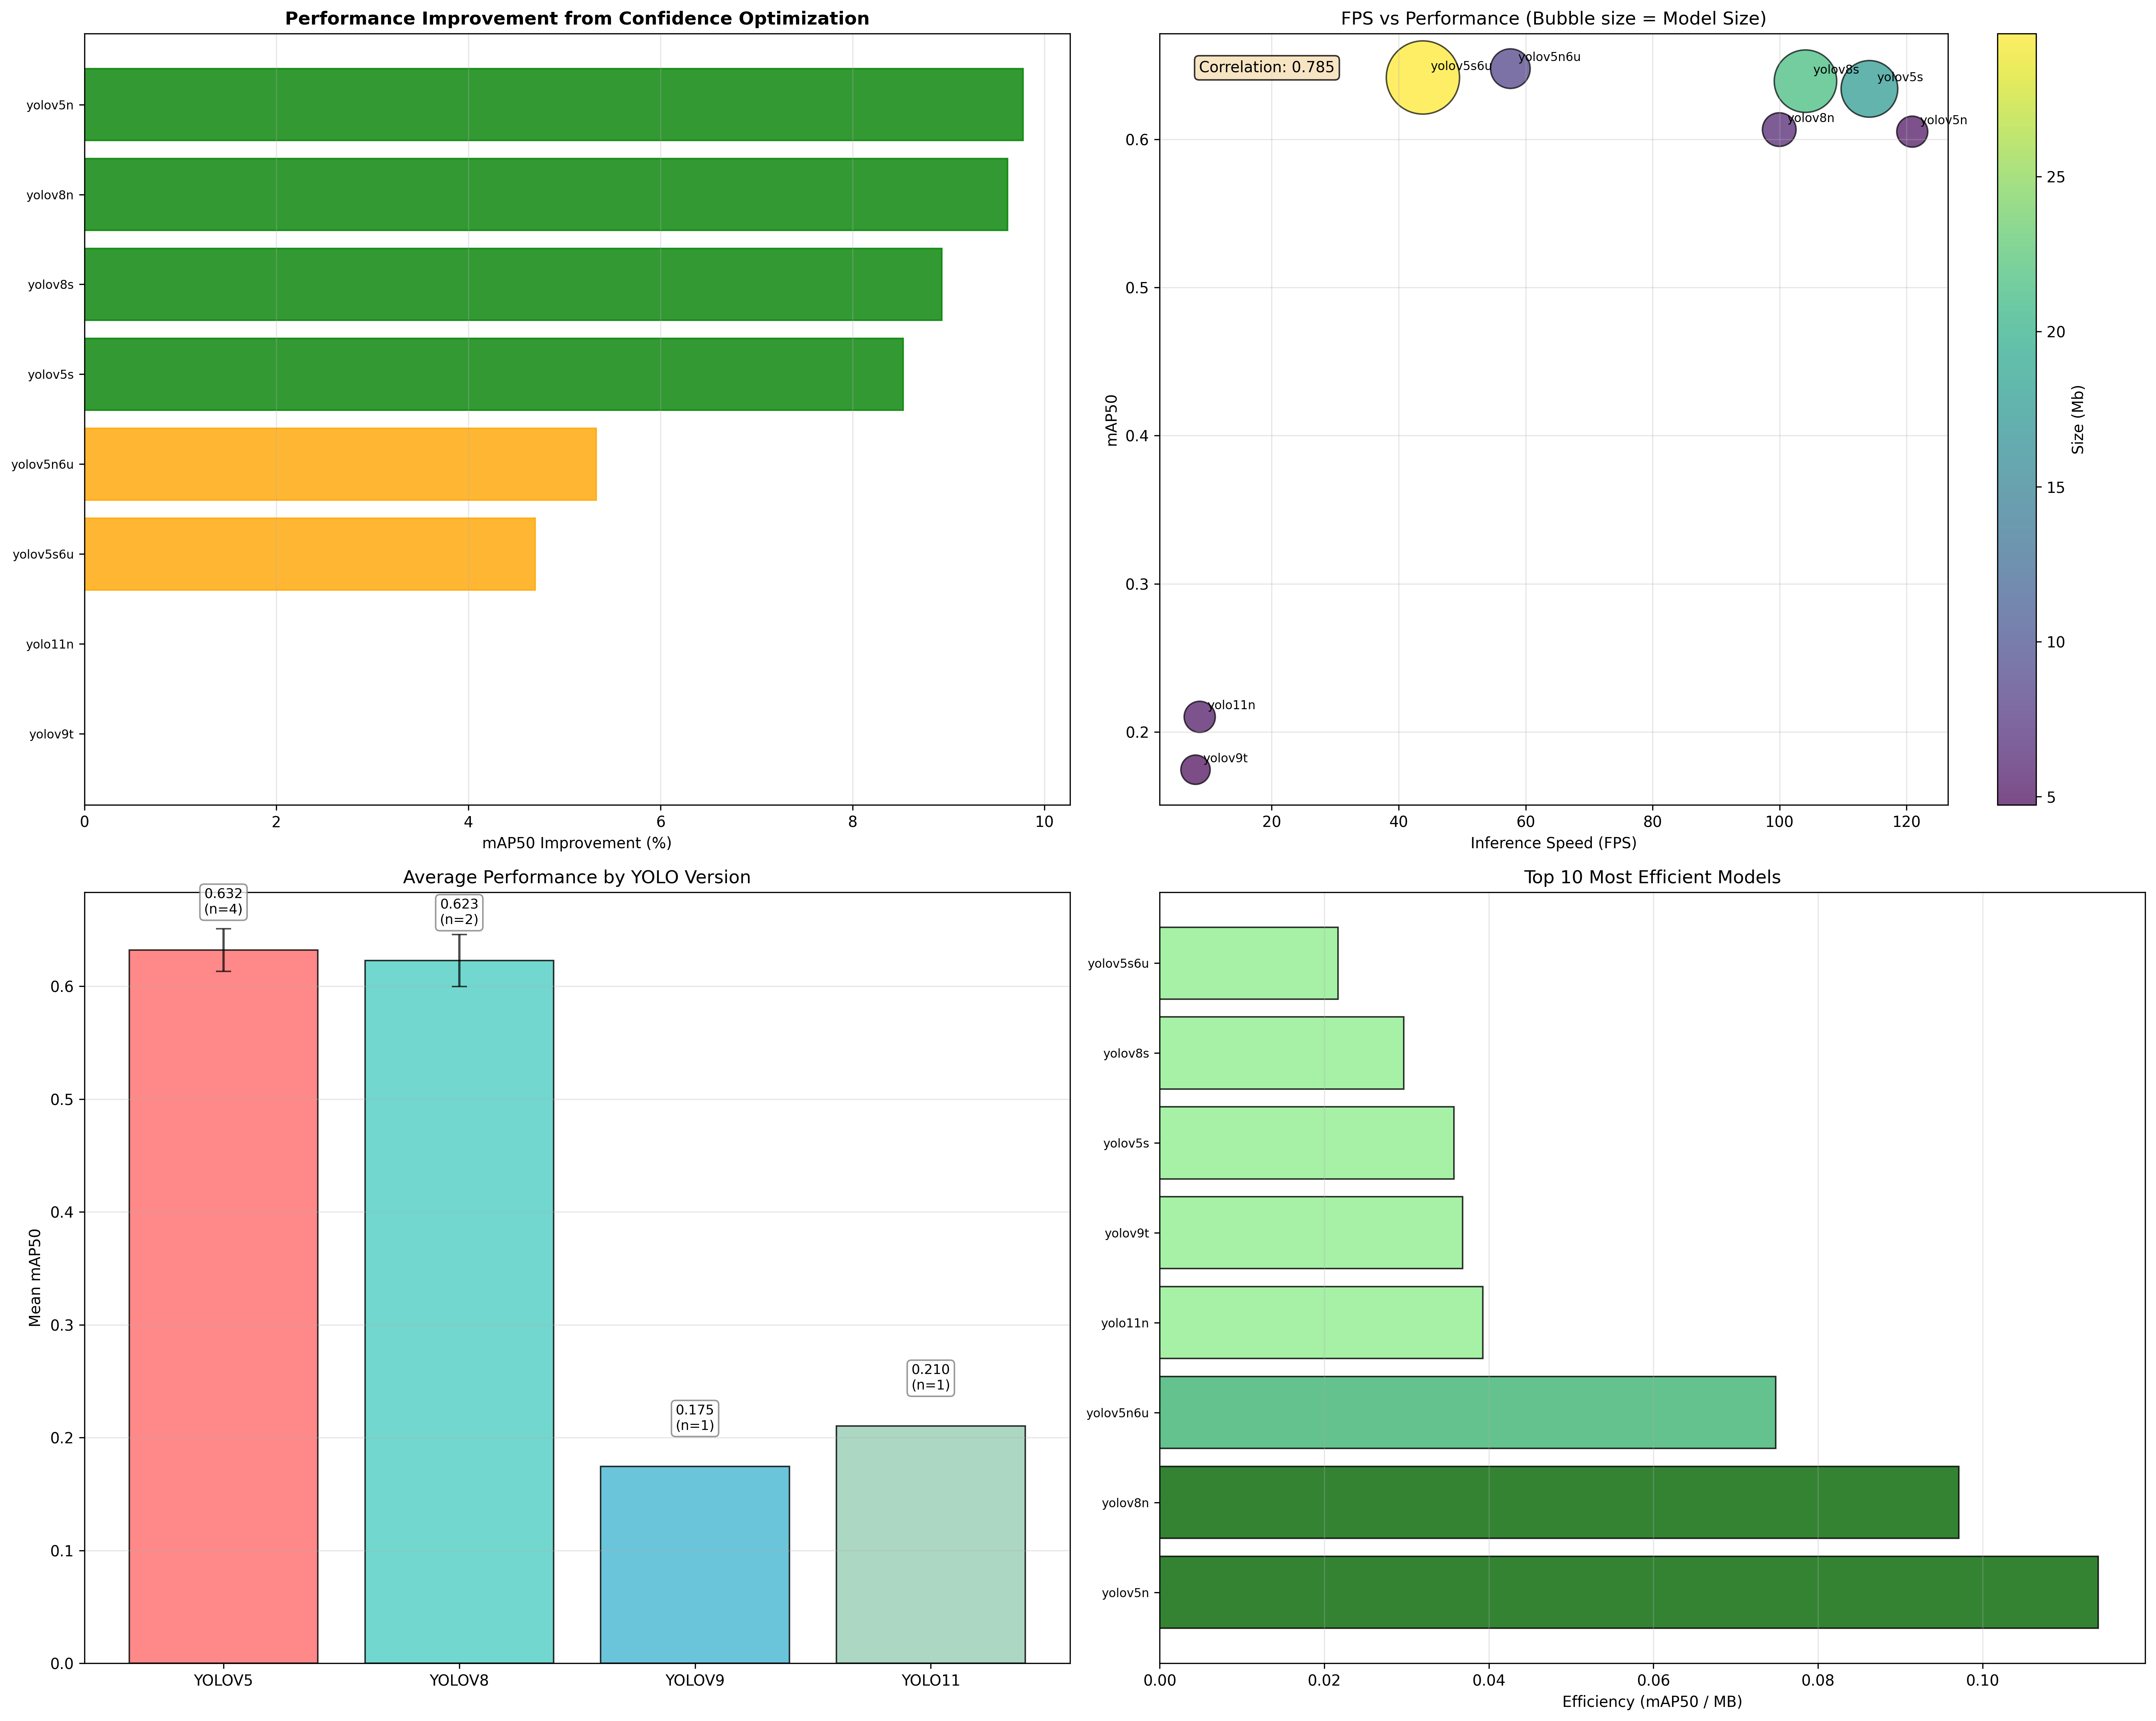 Performance Improvement from Confidence Optimization
yolov5n
yolov8n
yolov8s
yolov5s
yolov5n6u
yolov5s6u
yolo11n
yolov9t
0 2 4 6 8 10
mAP50 Improvement (%)
FPS vs Performance (Bubble size = Model Size)
Correlation: 0.785
yolov5s6u
yolov5n6u
yolov8s
yolov5s
yolov8n
yolov5n
yolo11n
yolov9t
mAP50
0.6
0.5
0.4
0.3
0.2
20 40 60 80 100 120
Inference Speed (FPS)
25
20
15
10
5
Size (Mb)
Average Performance by YOLO Version
0.632
(n=4)
0.623
(n=2)
0.175
(n=1)
0.210
(n=1)
Mean mAP50
0.6
0.5
0.4
0.3
0.2
0.1
0.0
YOLOV5 YOLOV8 YOLOV9 YOLO11
Top 10 Most Efficient Models
yolov5s6u
yolov8s
yolov5s
yolov9t
yolo11n
yolov5n6u
yolov8n
yolov5n
0.00 0.02 0.04 0.06 0.08 0.10
Efficiency (mAP50 / MB)